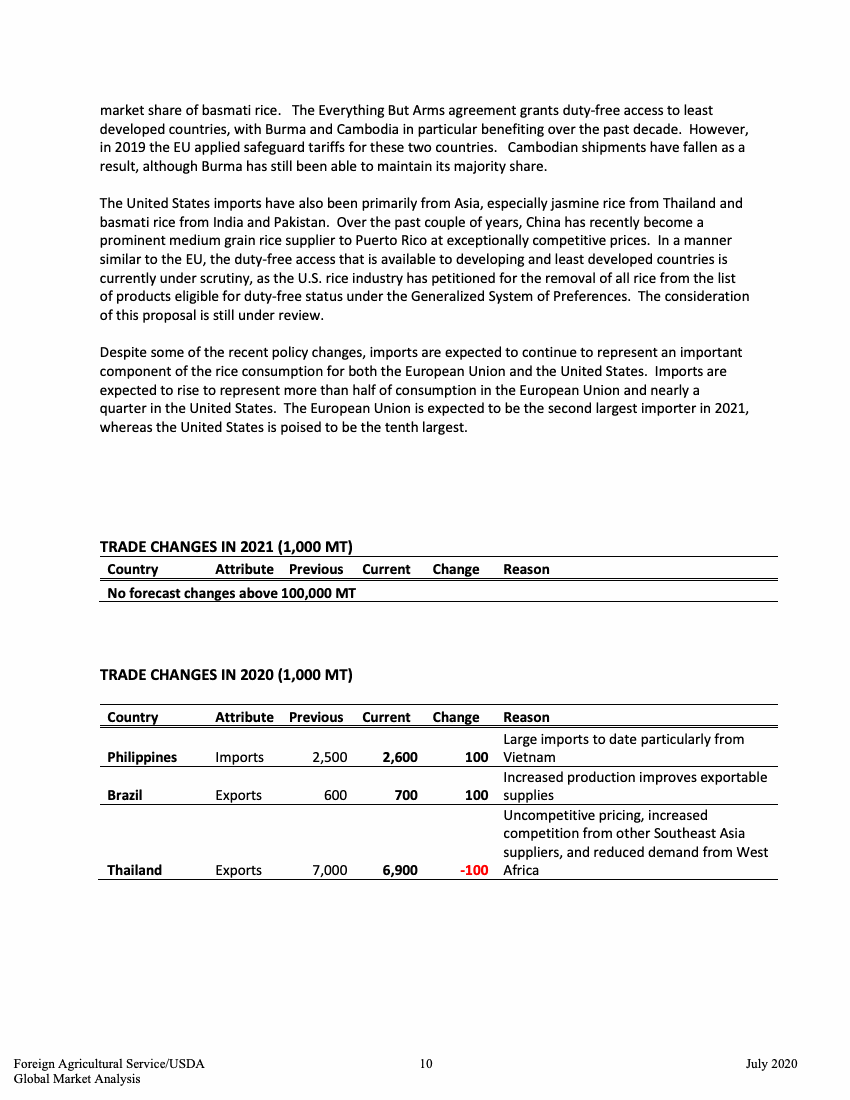 market share of basmati rice.   The Everything But Arms agreement grants duty-free access to least
developed countries, with Burma and Cambodia in particular benefiting over the past decade.  However,
in 2019 the EU applied safeguard tariffs for these two countries.   Cambodian shipments have fallen as a
result, although Burma has still been able to maintain its majority share.
The United States imports have also been primarily from Asia, especially jasmine rice from Thailand and
basmati rice from India and Pakistan.  Over the past couple of years, China has recently become a
prominent medium grain rice supplier to Puerto Rico at exceptionally competitive prices.  In a manner
similar to the EU, the duty-free access that is available to developing and least developed countries is
currently under scrutiny, as the U.S. rice industry has petitioned for the removal of all rice from the list
of products eligible for duty-free status under the Generalized System of Preferences.  The consideration
of this proposal is still under review.
Despite some of the recent policy changes, imports are expected to continue to represent an important
component of the rice consumption for both the European Union and the United States.  Imports are
expected to rise to represent more than half of consumption in the European Union and nearly a
quarter in the United States.  The European Union is expected to be the second largest importer in 2021,
whereas the United States is poised to be the tenth largest.
TRADE CHANGES IN 2021 (1,000 MT)
Country Attribute Previous Current Change Reason
No forecast changes above 100,000 MT
TRADE CHANGES IN 2020 (1,000 MT)
Country Attribute Previous Current Change Reason
Large imports to date particularly from
Philippines Imports 2,500 2,600 100 Vietnam
Increased production improves exportable
Brazil Exports 600 700 100 supplies
Uncompetitive pricing, increased
competition from other Southeast Asia
suppliers, and reduced demand from West
Thailand Exports 7,000 6,900 -100 Africa
Foreign Agricultural Service/USDA 10 July 2020
Global Market Analysis